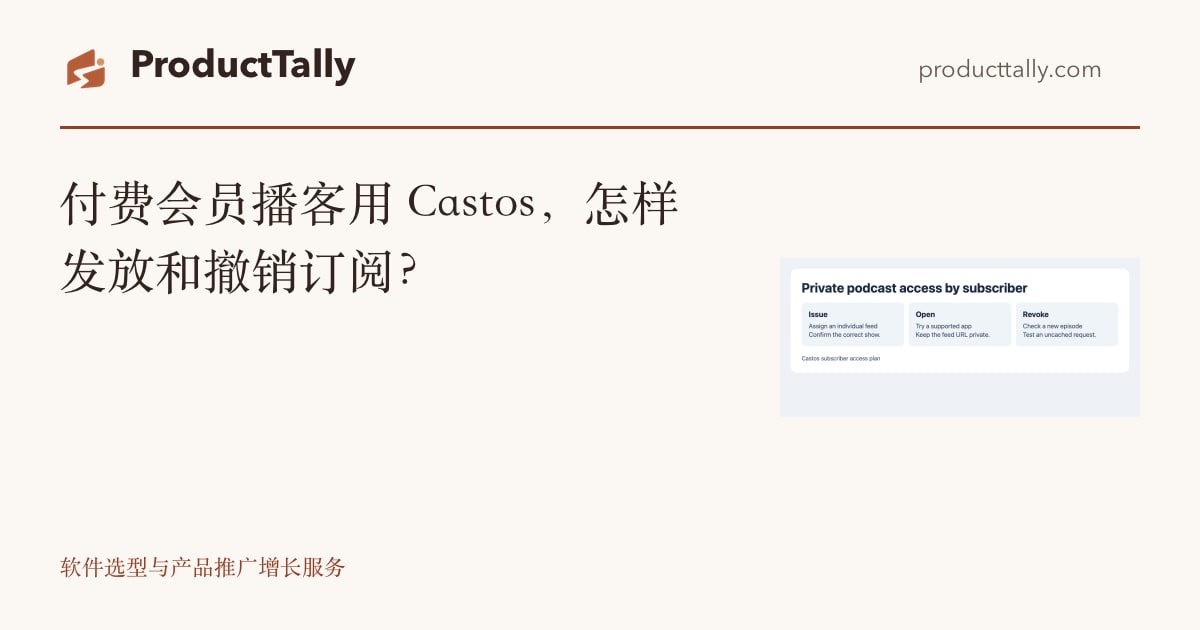 ProductTally
producttally.com
付费会员播客用 Castos，怎样
发放和撤销订阅？
Private podcast access by subscriber
Issue
Assign an individual feed
Confirm the correct show.
Open
Try a supported app
Keep the feed URL private.
Revoke
Check a new episode
Test an uncached request.
Castos subscriber access plan
软件选型与产品推广增长服务